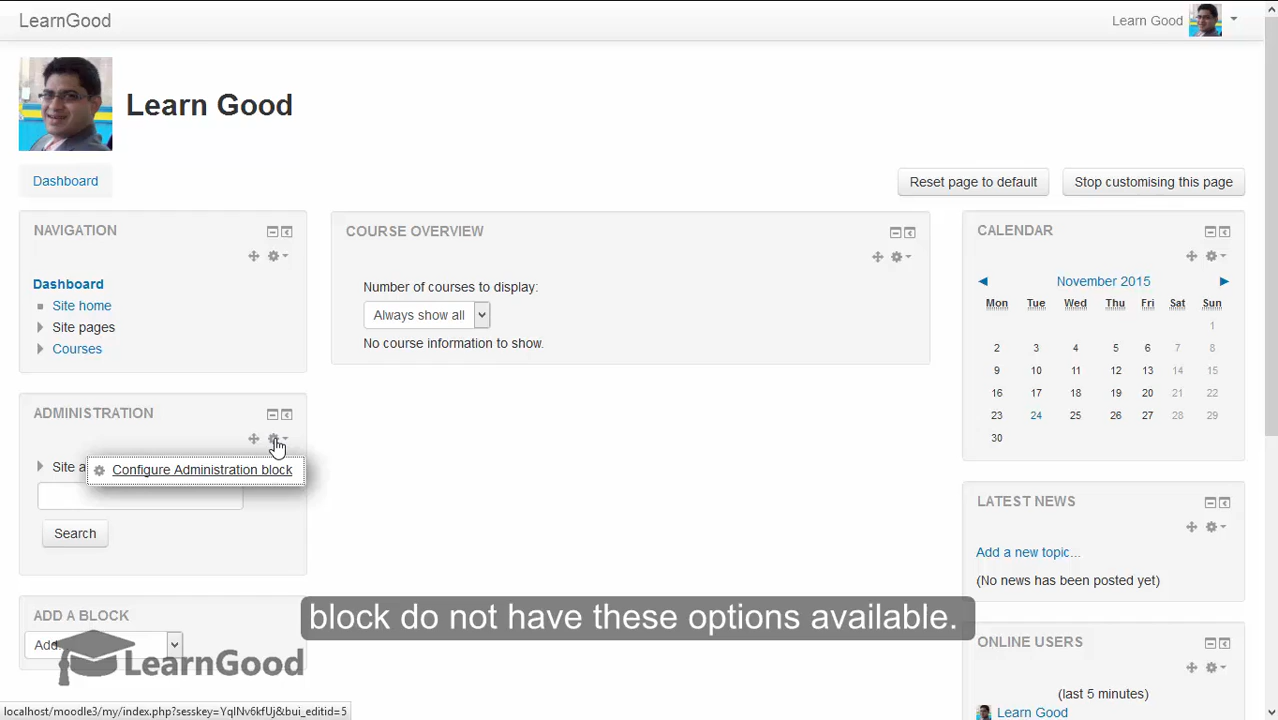 LearnGood
Learn Good
Learn Good
Dashboard
Reset page to default
Stop customising this page
NAVIGATION
Dashboard
Site home
Site pages
Courses
ADMINISTRATION
Configure Administration block
Site a
Search
ADD A BLOCK
Add
LearnGood
COURSE OVERVIEW
Number of courses to display:
Always show all
No course information to show.
CALENDAR
November 2015
Mon Tue Wed Thu Fri Sat Sun
1
2 3 4 5 6 7 8
9 10 11 12 13 14 15
16 17 18 19 20 21 22
23 24 25 26 27 28 29
30
LATEST NEWS
Add a new topic...
(No news has been posted yet)
ONLINE USERS
(last 5 minutes)
Learn Good
block do not have these options available.
localhost/moodle3/my/index.php?sesskey=YqINv6kfUj&bui_editid=5